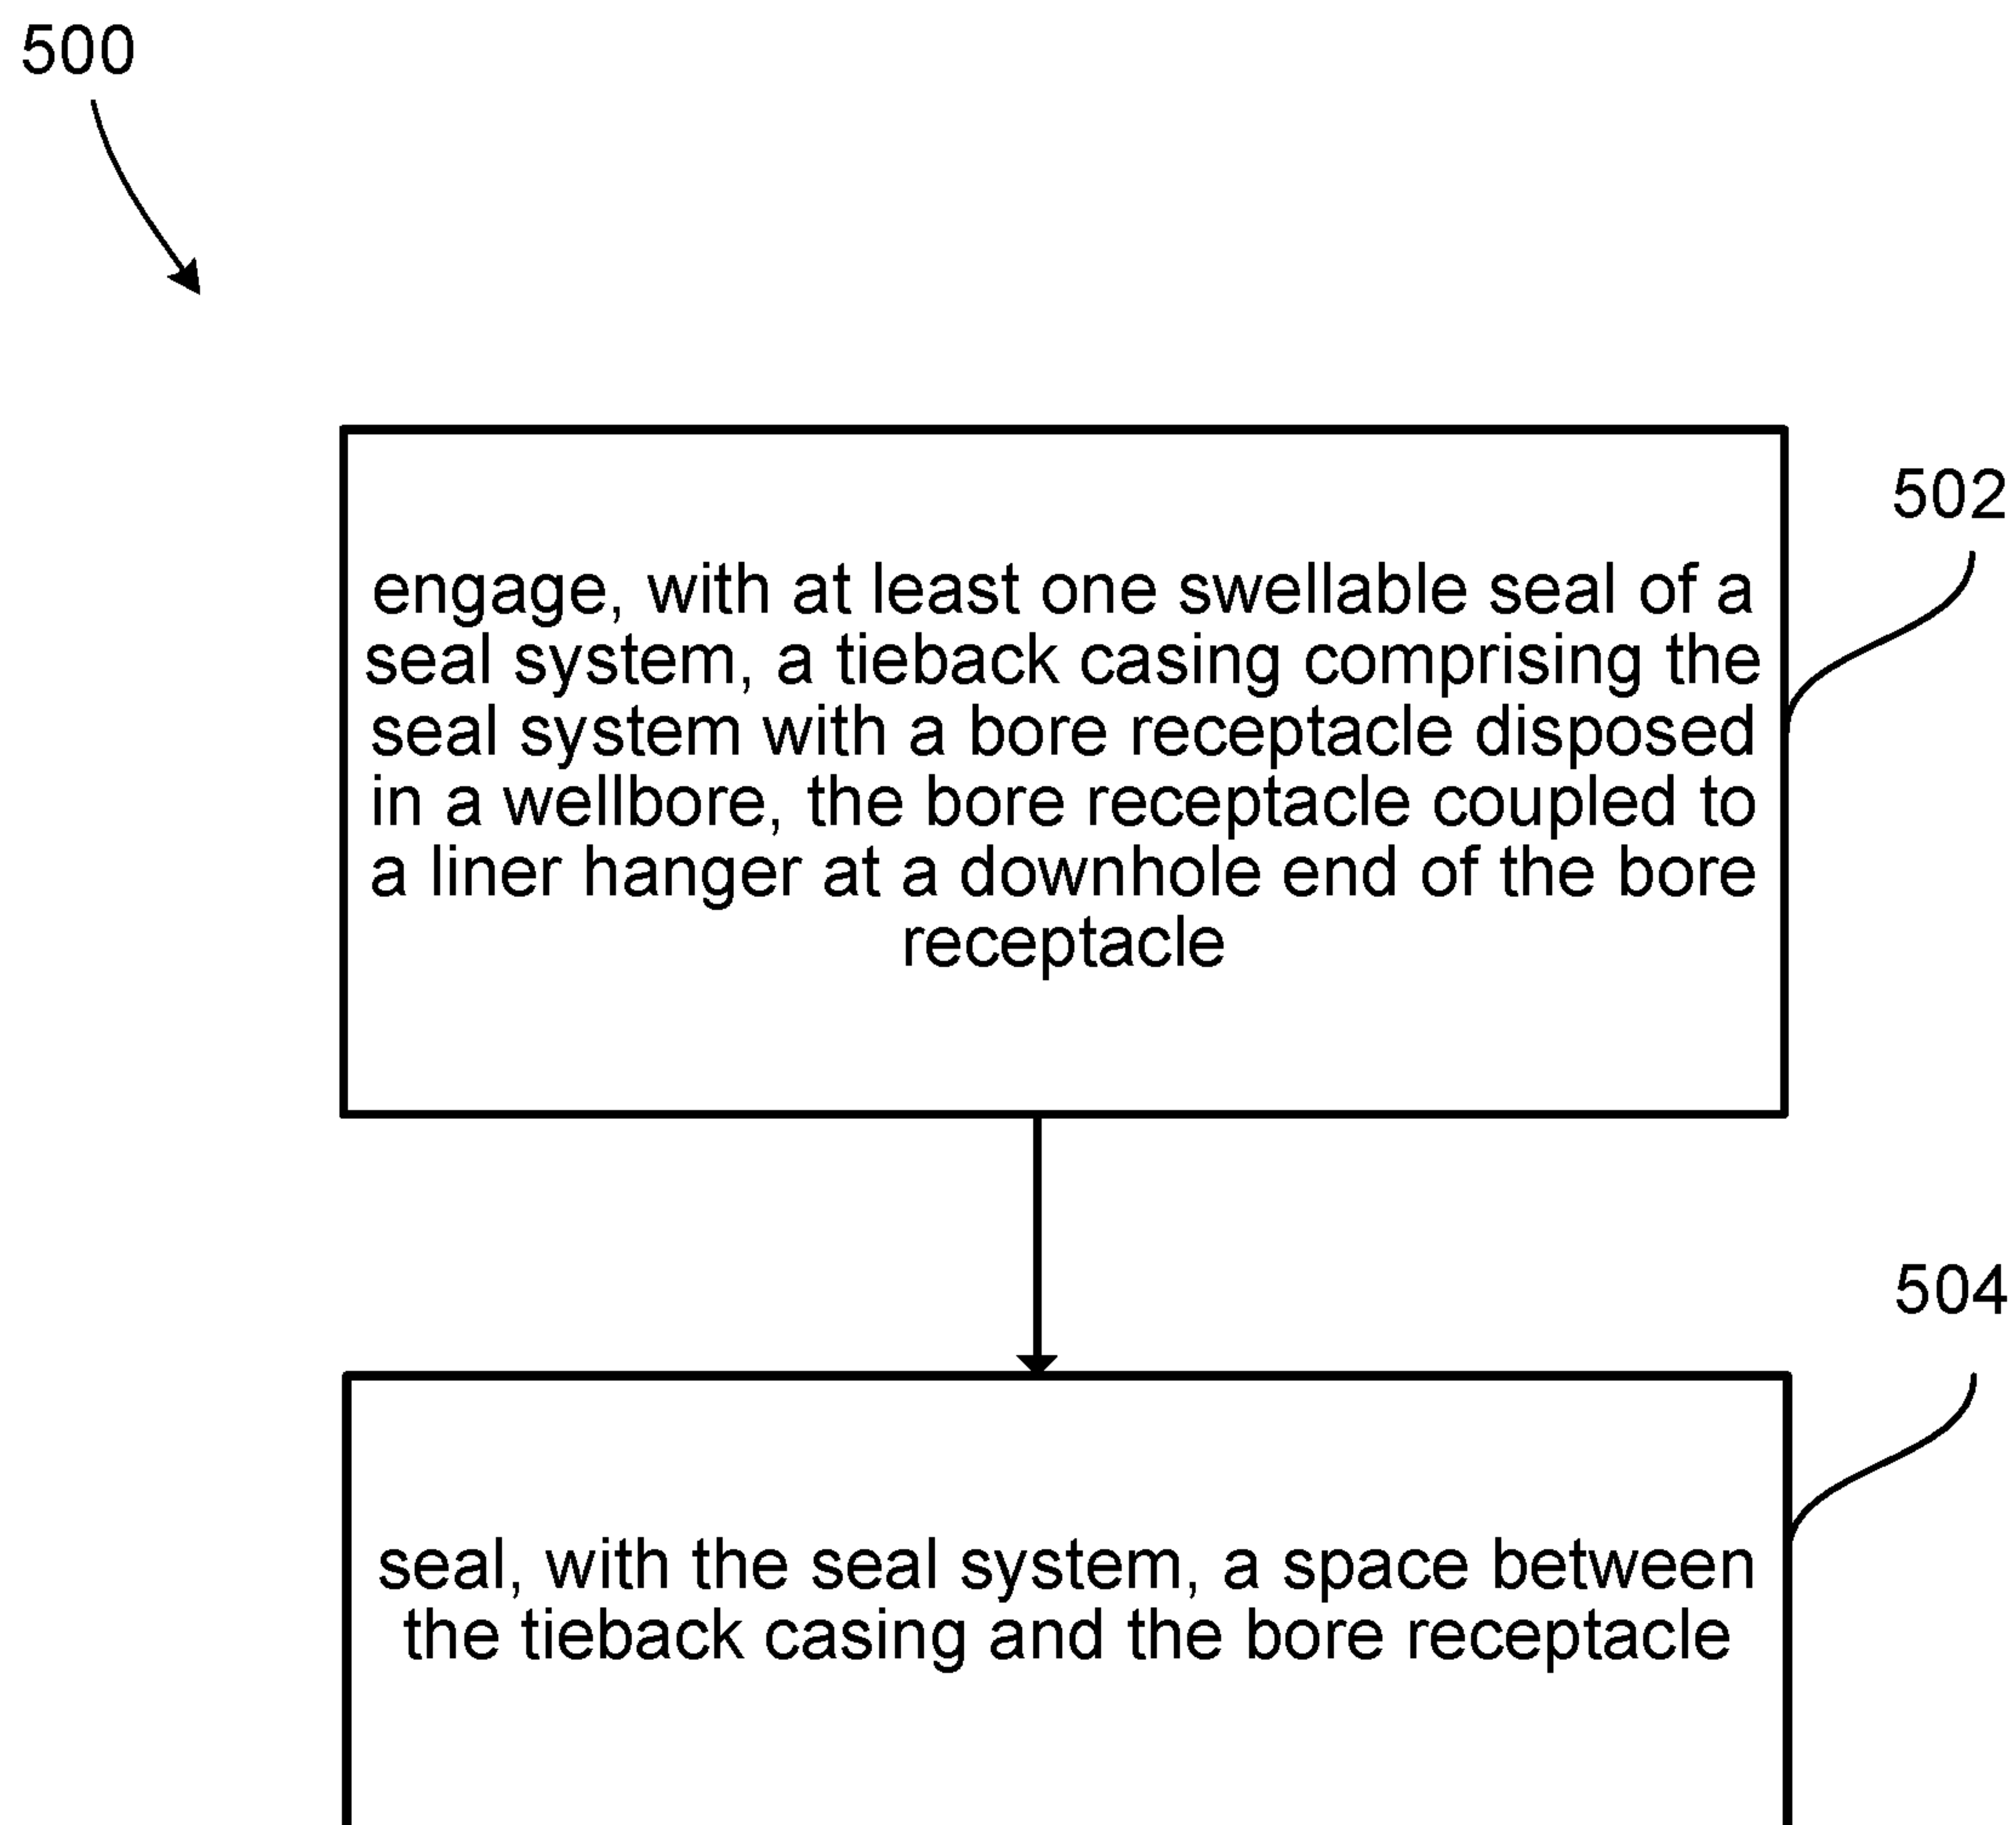 500
502
engage, with at least one swellable seal of a
seal system, a tieback casing comprising the
seal system with a bore receptacle disposed
in a wellbore, the bore receptacle coupled to
a liner hanger at a downhole end of the bore
receptacle
504
seal, with the seal system, a space between
the tieback casing and the bore receptacle